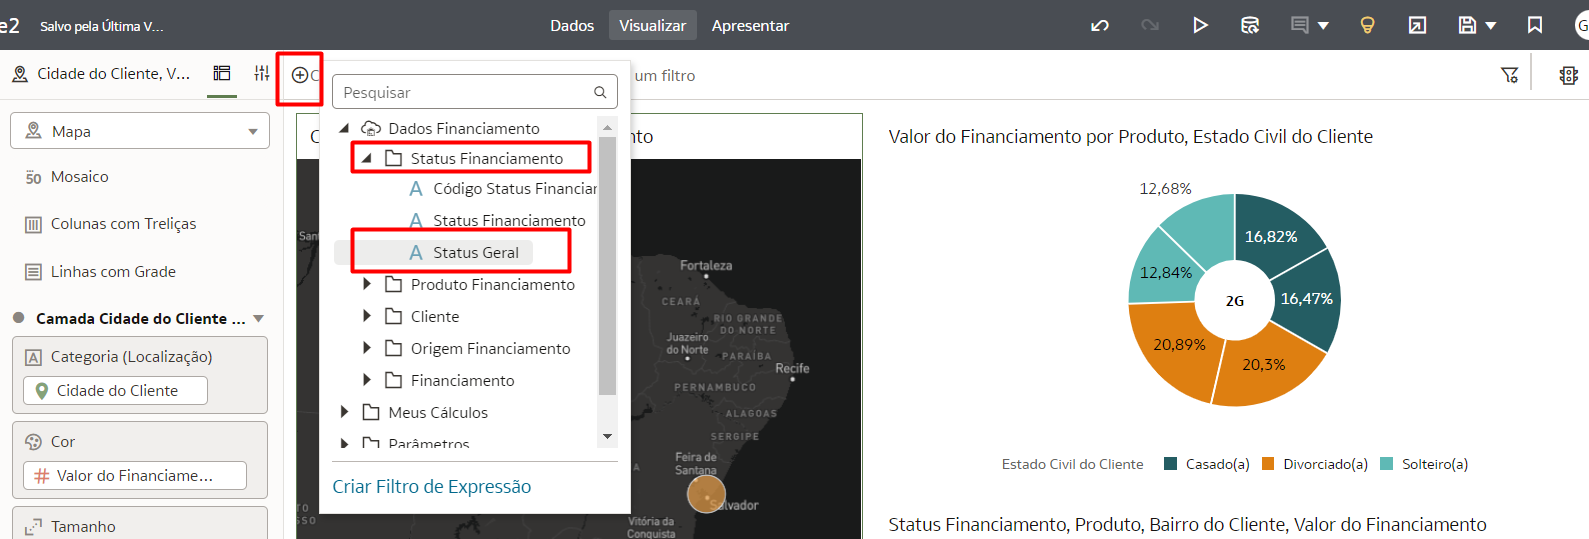 e2
Salvo pela Última V...
Dados
Visualizar
Apresentar
G
Cidade do Cliente, V...
um filtro
Mapa
Mosaico
50
Colunas com Treliças
Linhas com Grade
Camada Cidade do Cliente ...
Categoria (Localização)
Cidade do Cliente
Cor
Valor do Financiame...
Tamanho
Pesquisar
Dados Financiamento
Status Financiamento
Código Status Financiar
Status Financiamento
Status Geral
Produto Financiamento
Cliente
Origem Financiamento
Financiamento
Meus Cálculos
Parâmetros
Criar Filtro de Expressão
Fortaleza
CEARÁ
RIO GRANDE
DO NORTE
Juazeiro
do Norte
PARAÍBA
Recife
PERNAMBUCO
ALAGOAS
SERGIPE
Feira de
Santana
Salvador
Vitória da
Conquista
Valor do Financiamento por Produto, Estado Civil do Cliente
12,68%
16,82%
12,84%
16,47%
2G
20,89%
20,3%
Estado Civil do Cliente
Casado(a)
Divorciado(a)
Solteiro(a)
Status Financiamento, Produto, Bairro do Cliente, Valor do Financiamento